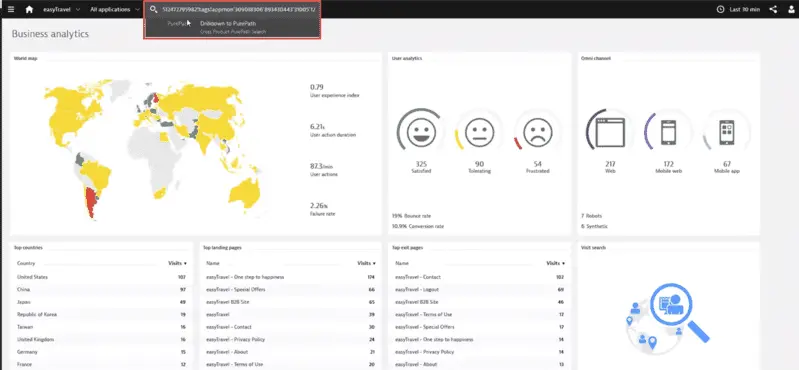 easyTravel
All applications
PurePath
Drilldown to PurePath
Last 30 min
Business analytics
World map
0.79
User experience index
6.21s
User action duration
87.3/min
User actions
2.26%
Failure rate
User analytics
325
Satisfied
90
Tolerating
54
Frustrated
19% Bounce rate
10.9% Conversion rate
Omni channel
217
Web
172
Mobile web
67
Mobile app
7 Robots
8 Synthetic
Top countries
Country Visits
United States 107
China 97
Japan 49
Republic of Korea 19
Taiwan 16
United Kingdom 16
Germany 15
France 12
Top landing pages
Name Visits
easyTravel - One step to happiness 174
easyTravel - Special Offers 66
easyTravel B2B Site 65
easyTravel 39
easyTravel - Contact 30
easyTravel - Privacy Policy 24
easyTravel - About 21
easyTravel - Terms of Use 20
Top exit pages
Name Visits
easyTravel - Contact
easyTravel - Logout 69
easyTravel B2B Site 46
easyTravel - Terms of Use 17
easyTravel - Special Offers 17
easyTravel - One step to happiness 14
easyTravel - Privacy Policy 14
easyTravel - About 13
Visit search